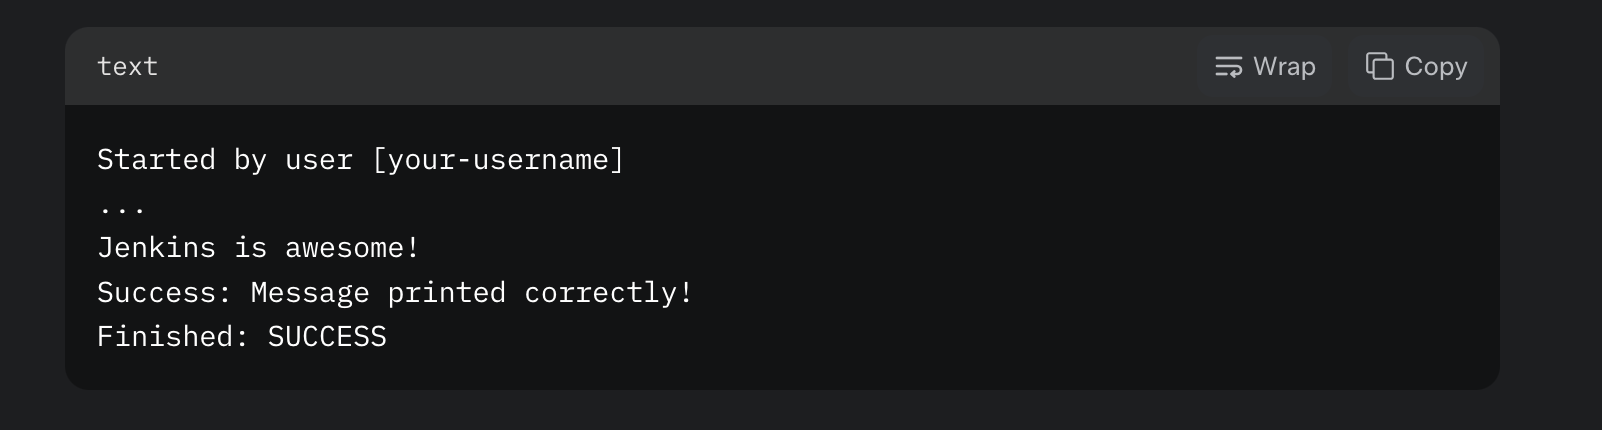 text
Wrap
Copy
Started by user [your-username]
...
Jenkins is awesome!
Success: Message printed correctly!
Finished: SUCCESS